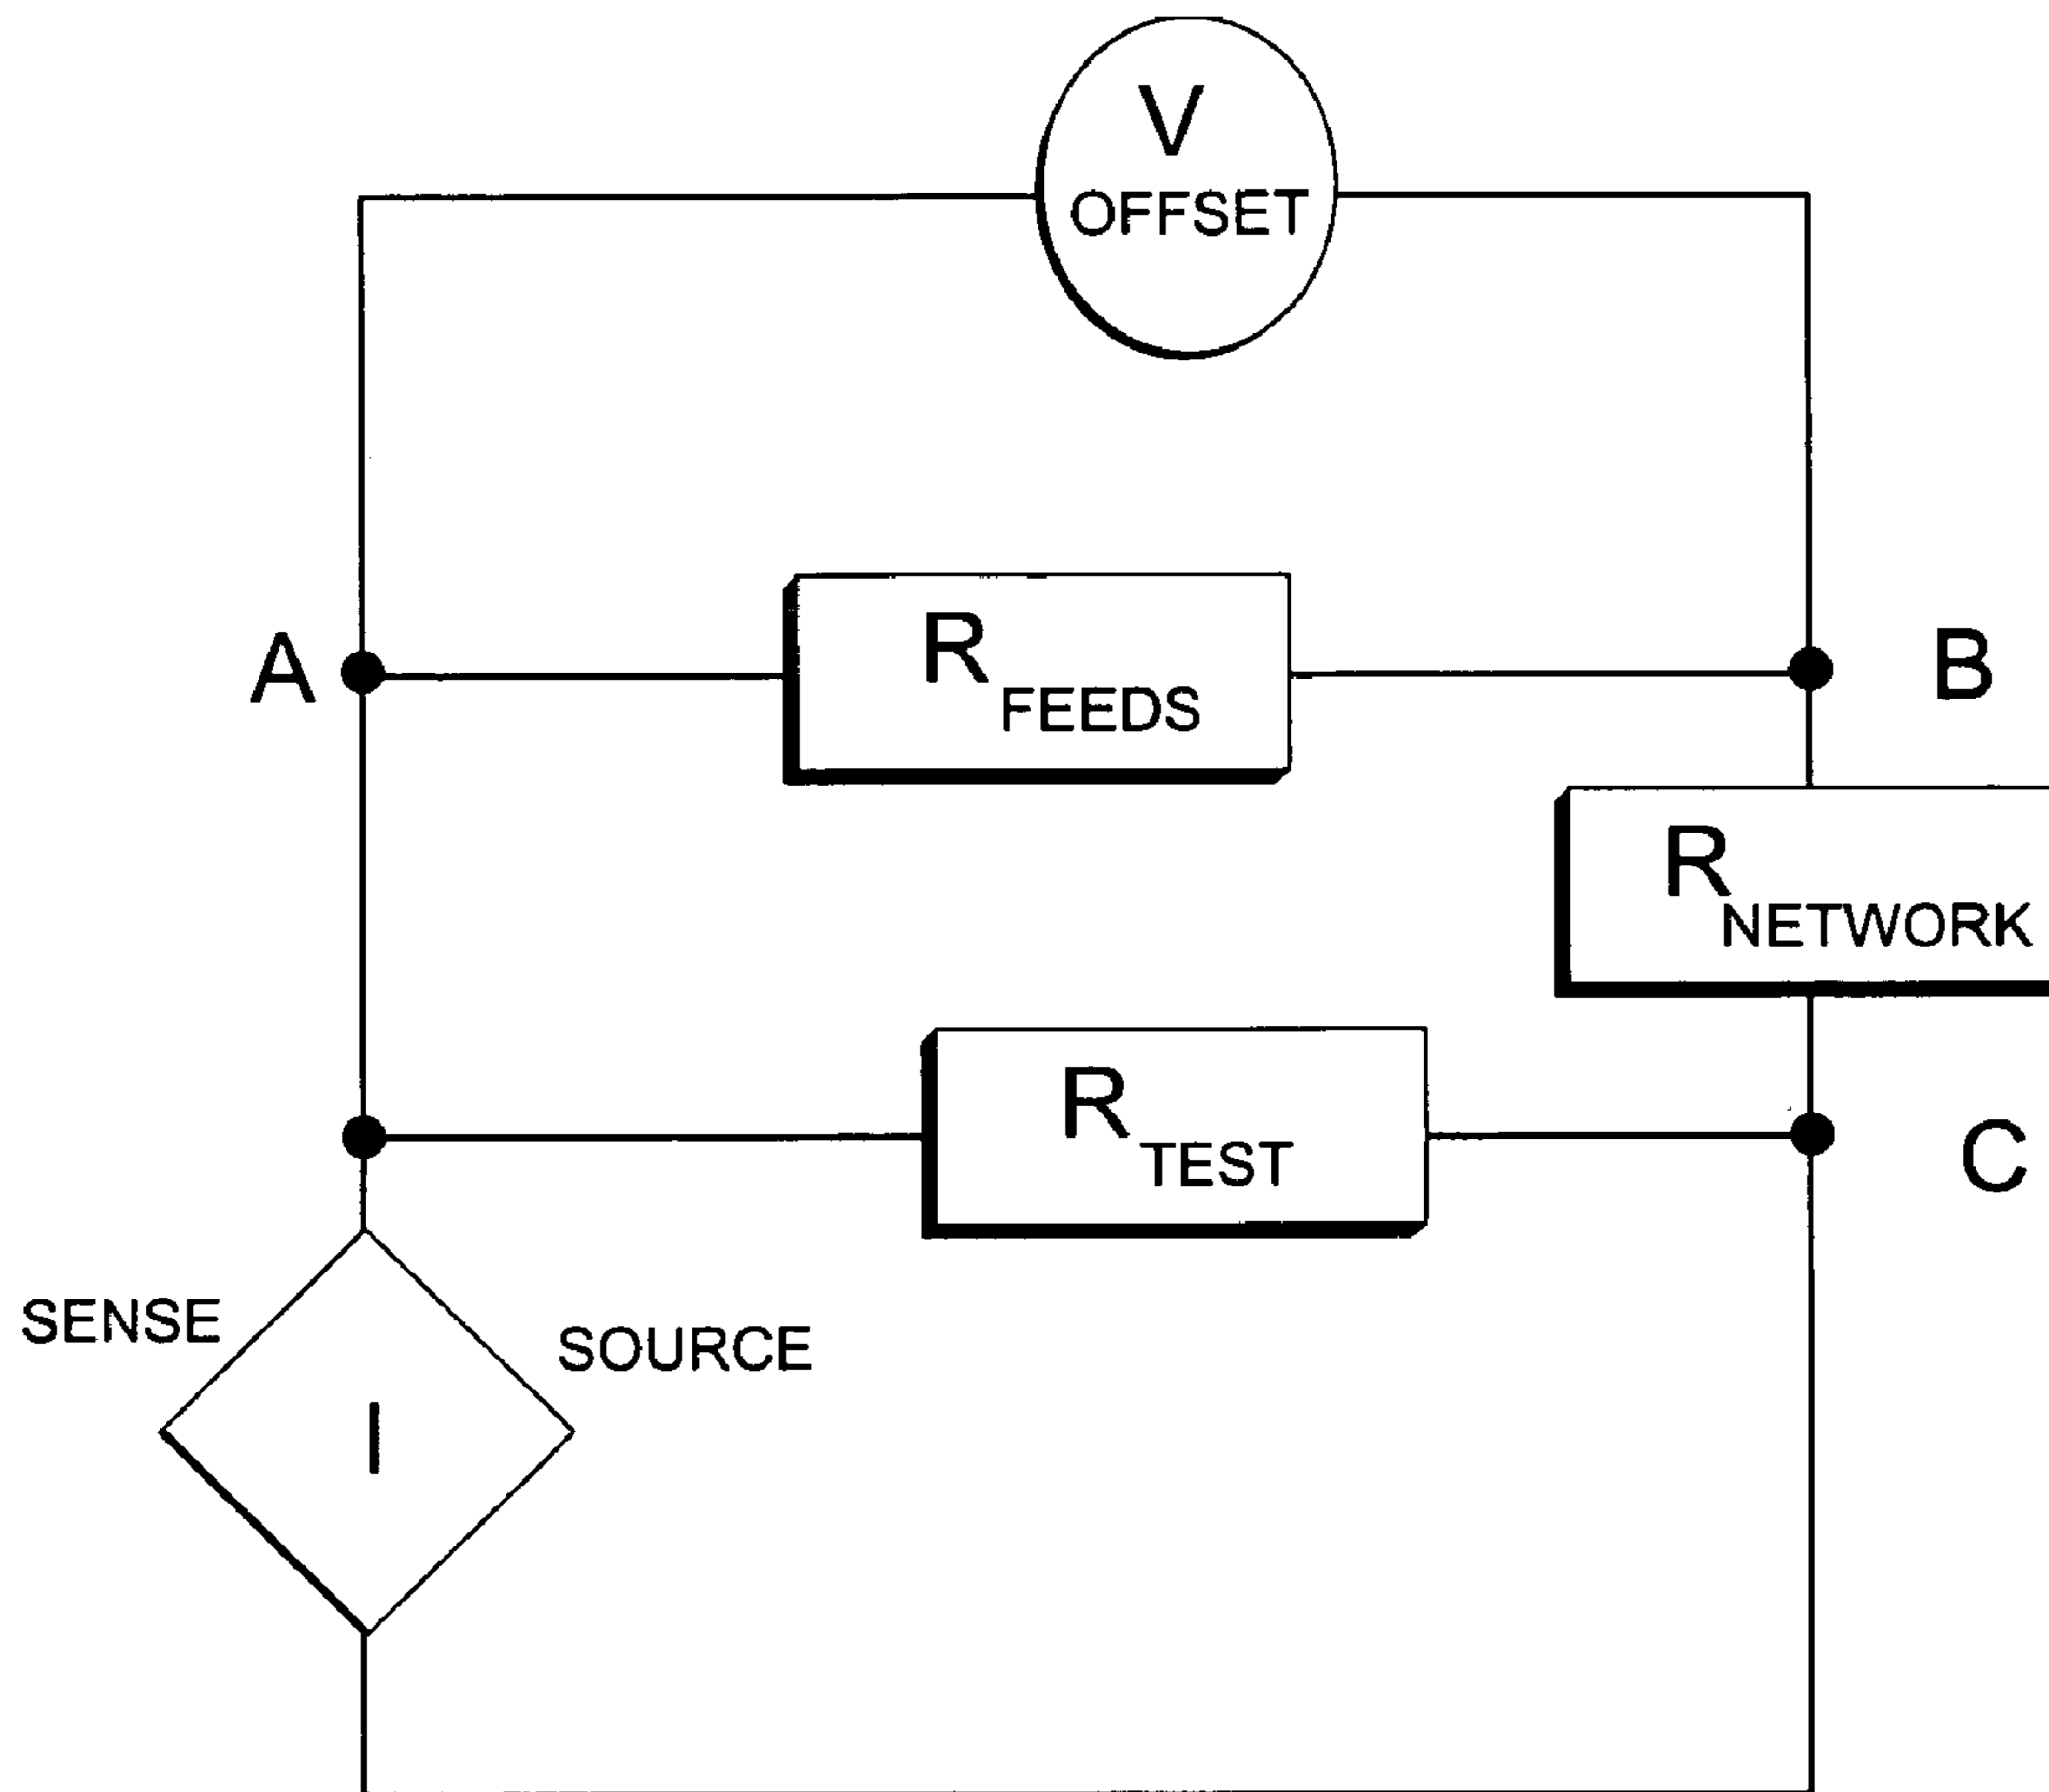 V
OFFSET
A
R FEEDS
B
R NETWORK
R TEST
C
SENSE
SOURCE
I